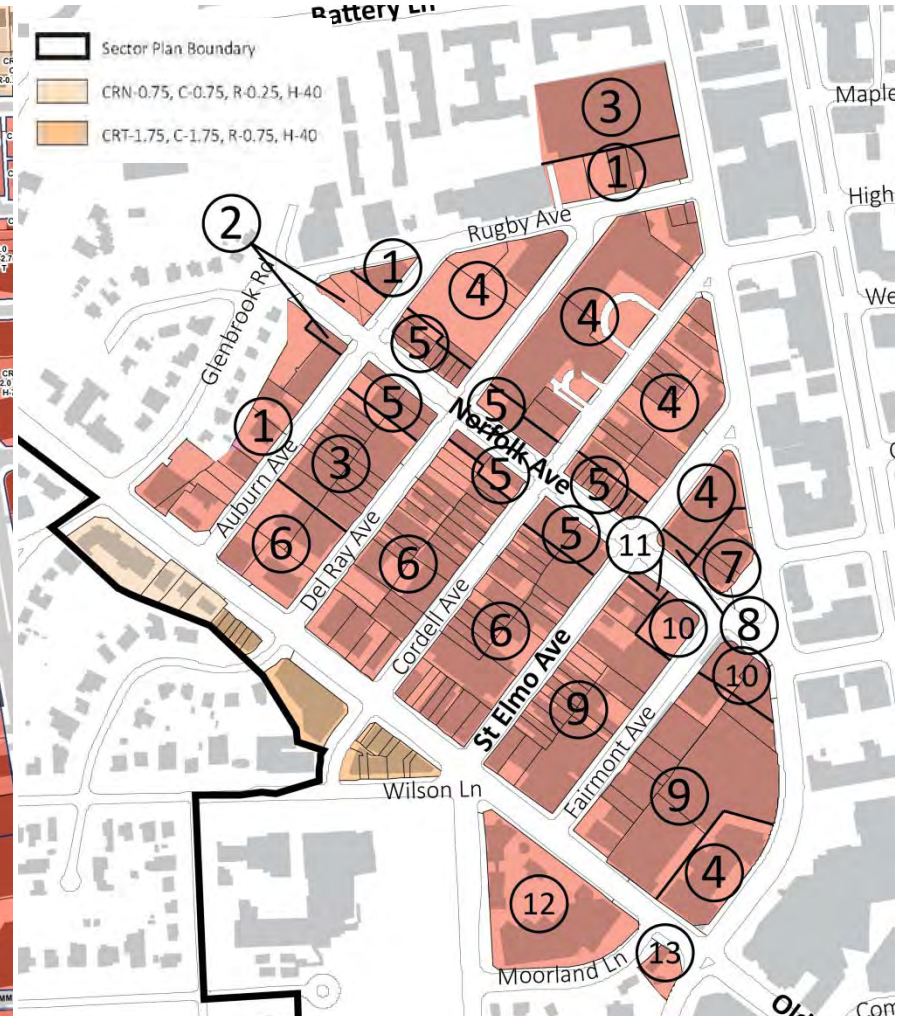 Battery Ln
Sector Plan Boundary
CRN-0.75, C-0.75, R-0.25, H-40
CRT-1.75, C-1.75, R-0.75, H-40
3
Maple
1
High
2
Rugby Ave
1
Glenbrook Rd
4
We
4
5
5
4
5
Norfolk Ave
1
3
5
5
4
Auburn Ave
5
11
6
Del Ray Ave
6
7
8
10
Cordell Ave
6
St Elmo Ave
10
9
Fairmont Ave
9
Wilson Ln
4
12
13
Moorland Ln
Old
Com